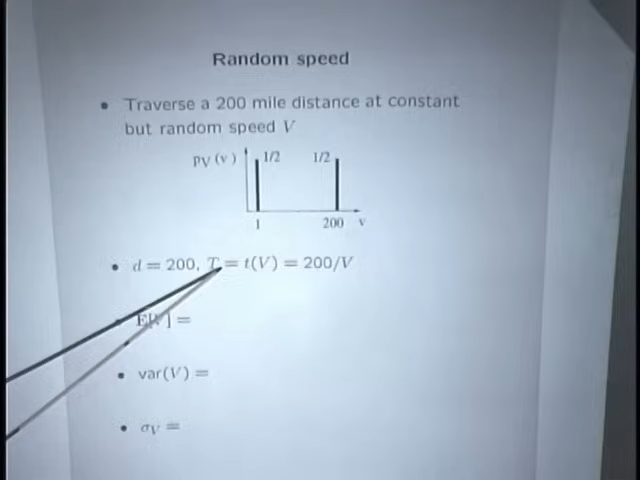 Random speed
• Traverse a 200 mile distance at constant
but random speed V
pV(v) 1/2 1/2
1 200 v
• d = 200, T = t(V) = 200/V
E[V] =
• var(V) =
• σV =